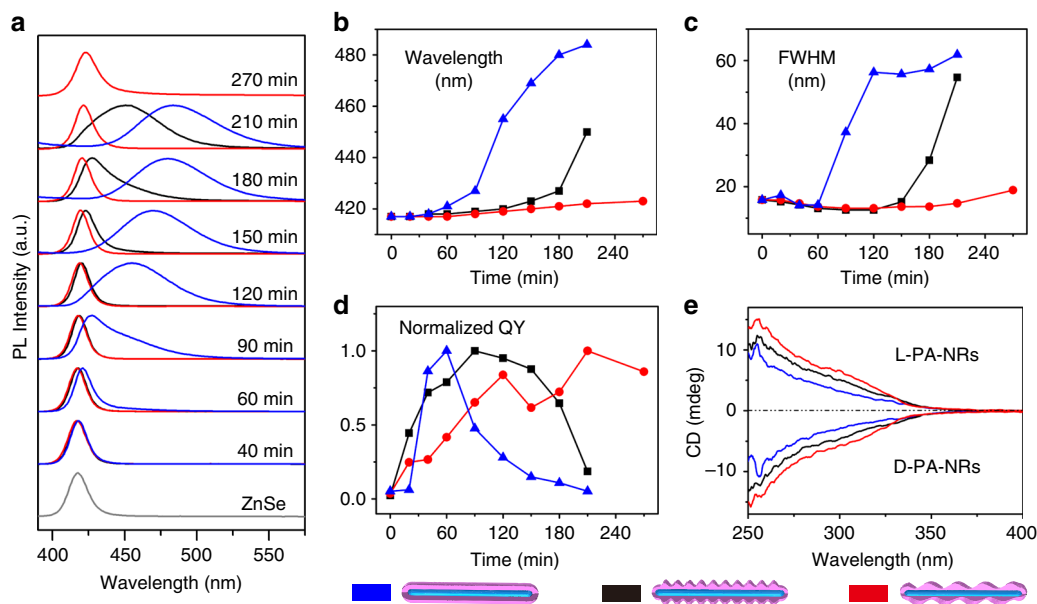 a
270 min
210 min
180 min
150 min
120 min
90 min
60 min
40 min
ZnSe
PL Intensity (a.u.)
400 450 500 550
Wavelength (nm)
b
Wavelength
(nm)
480
460
440
420
0 60 120 180 240
Time (min)
c
FWHM
(nm)
60
40
20
0 60 120 180 240
Time (min)
d
Normalized QY
1.0
0.5
0.0
0 60 120 180 240
Time (min)
e
L-PA-NRs
D-PA-NRs
CD (mdeg)
10
0
−10
250 300 350 400
Wavelength (nm)